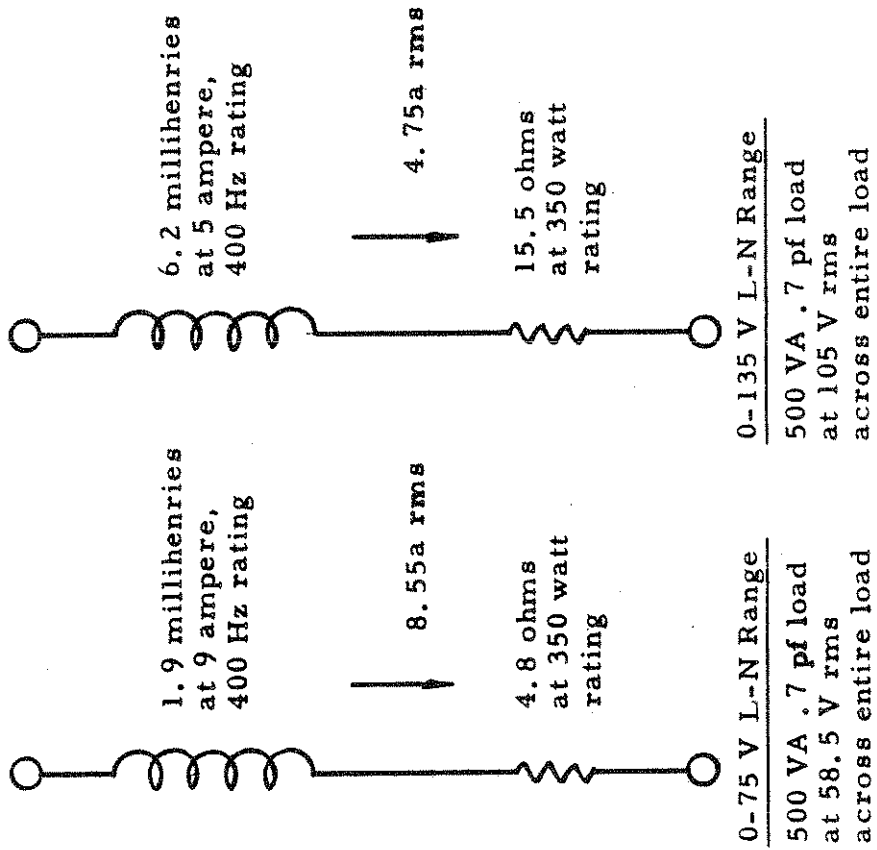 1.9 millihenries
at 9 ampere,
400 Hz rating
8.55a rms
4.8 ohms
at 350 watt
rating
0-75 V L-N Range
500 VA .7 pf load
at 58.5 V rms
across entire load
6.2 millihenries
at 5 ampere,
400 Hz rating
4.75a rms
15.5 ohms
at 350 watt
rating
0-135 V L-N Range
500 VA .7 pf load
at 105 V rms
across entire load